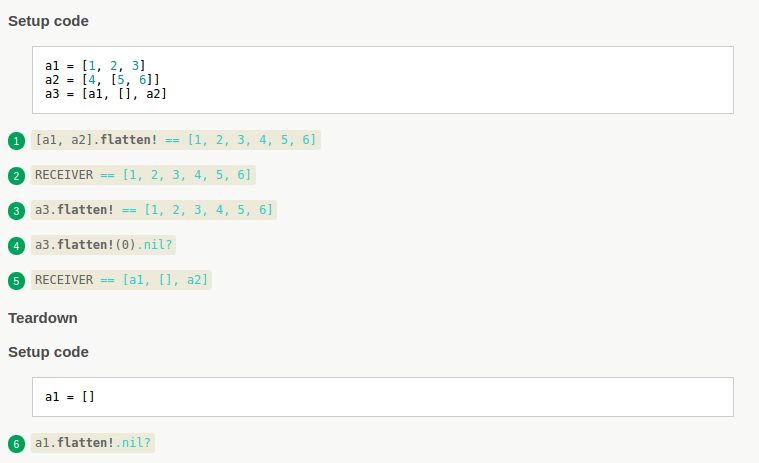 Setup code
a1 = [1, 2, 3]
a2 = [4, [5, 6]]
a3 = [a1, [], a2]
1 [a1, a2].flatten! == [1, 2, 3, 4, 5, 6]
2 RECEIVER == [1, 2, 3, 4, 5, 6]
3 a3.flatten! == [1, 2, 3, 4, 5, 6]
4 a3.flatten!(0).nil?
5 RECEIVER == [a1, [], a2]
Teardown
Setup code
a1 = []
6 a1.flatten!.nil?